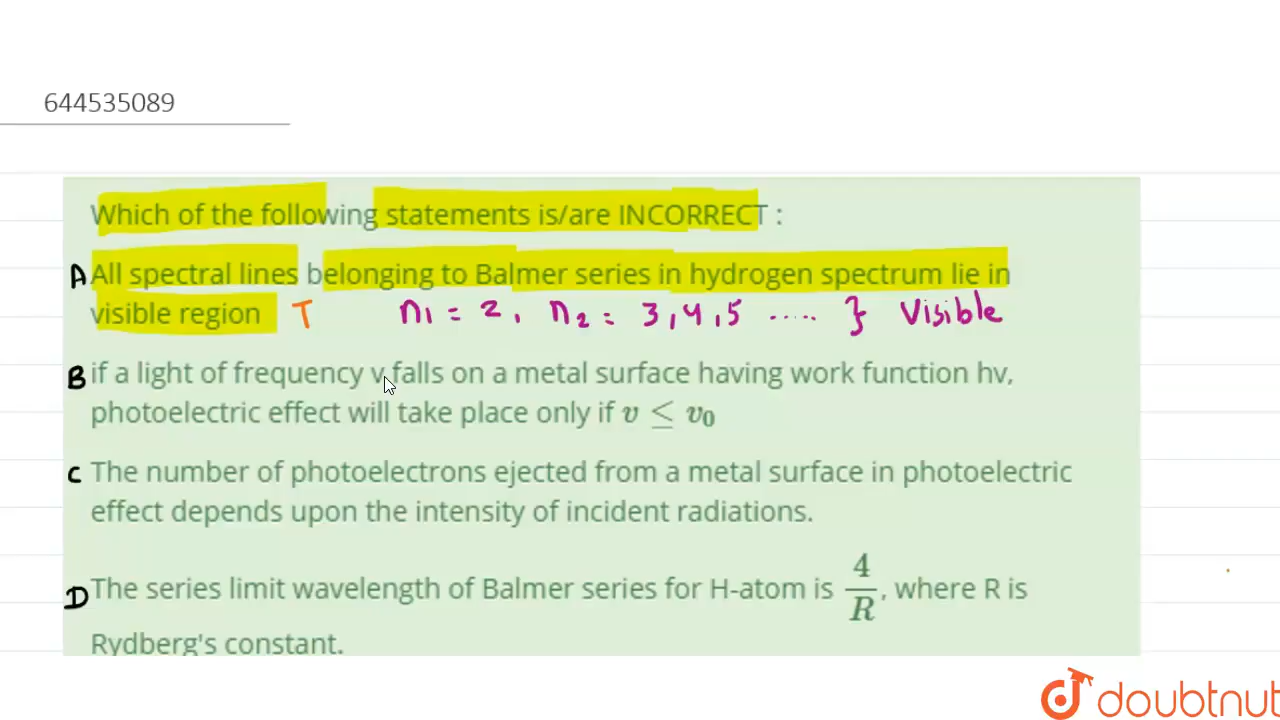 644535089
Which of the following statements is/are INCORRECT :
A All spectral lines belonging to Balmer series in hydrogen spectrum lie in
visible region T n1 = 2, n2 = 3,4,5 ..... } Visible
B if a light of frequency v falls on a metal surface having work function hv,
photoelectric effect will take place only if v ≤ v₀
C The number of photoelectrons ejected from a metal surface in photoelectric
effect depends upon the intensity of incident radiations.
D The series limit wavelength of Balmer series for H-atom is 4/R, where R is
Rydberg's constant.
doubtnut